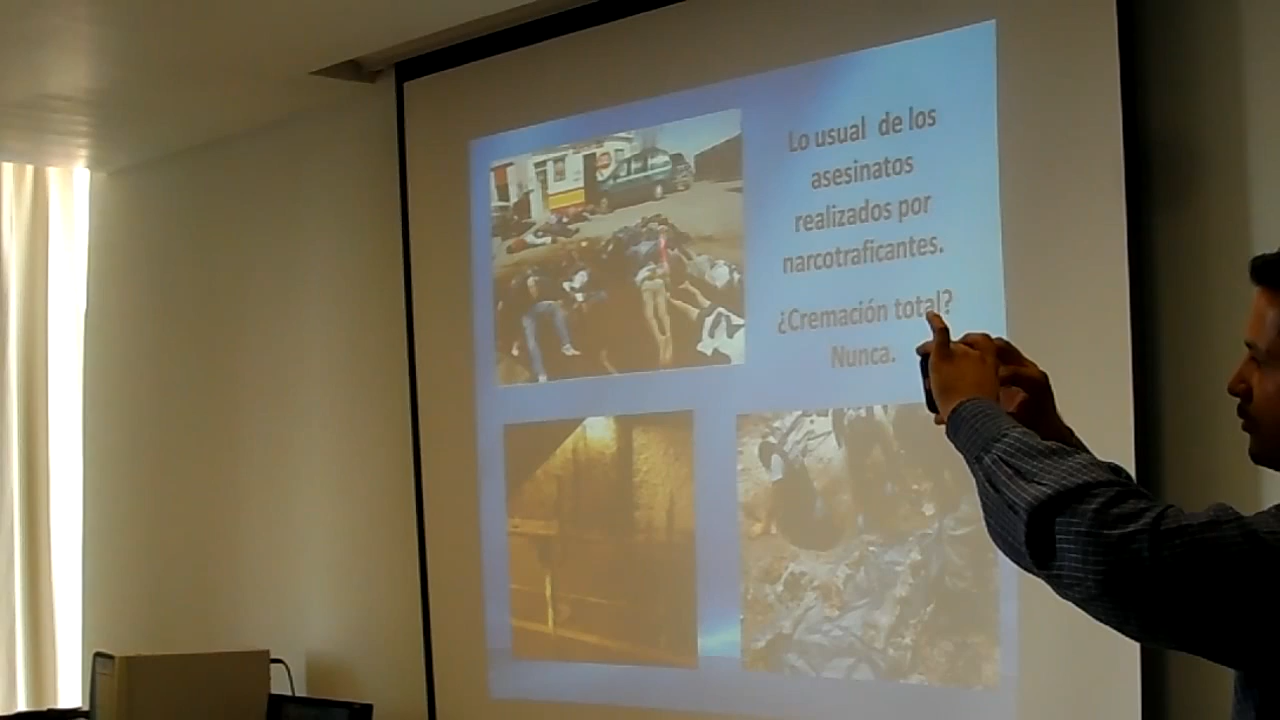 Lo usual de los
asesinatos
realizados por
narcotraficantes.
¿Cremación total?
Nunca.